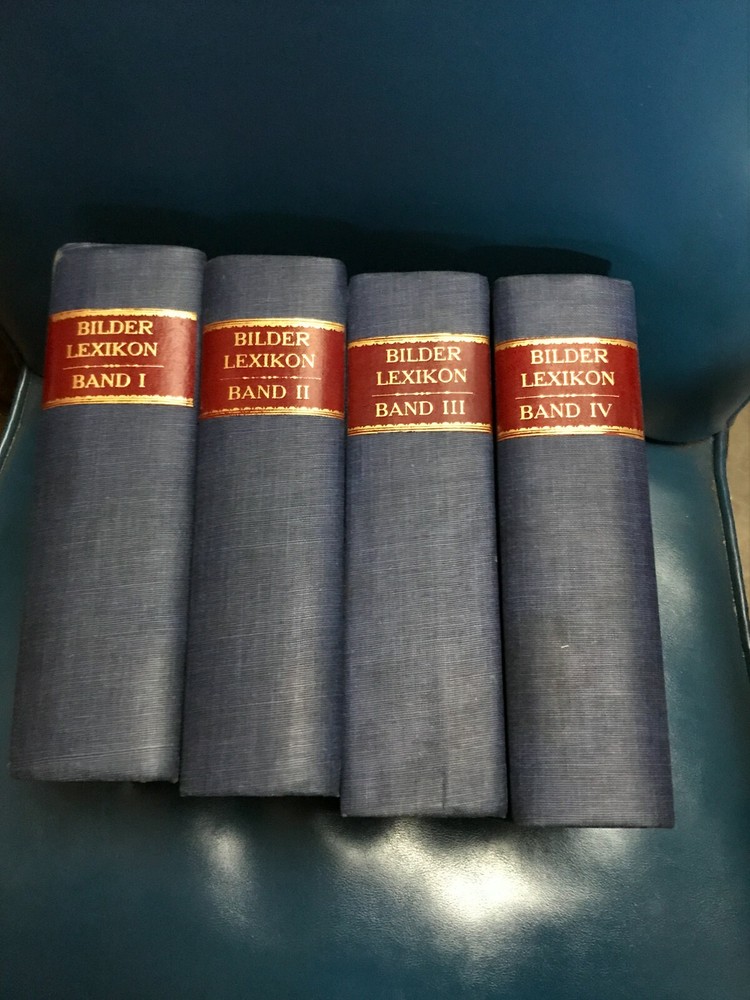 BILDER
LEXIKON
BAND I
BILDER
LEXIKON
BAND II
BILDER
LEXIKON
BAND III
BILDER
LEXIKON
BAND IV